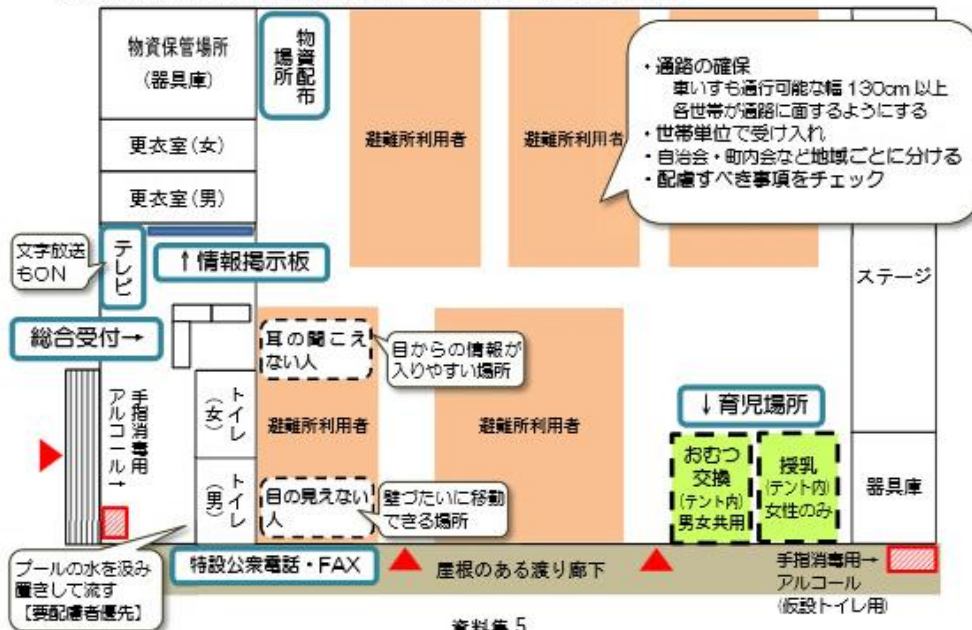 物資保管場所
(器具庫)
物資配布
場所
避難所利用者
避難所利用者
・通路の確保
車いすも通行可能な幅 130cm 以上
各世帯が通路に面するようにする
・世帯単位で受け入れ
・自治会・町内会など地域ごとに分ける
・配慮すべき事項をチェック
更衣室(女)
更衣室(男)
文字放送
もON
テレビ
↑情報掲示板
ステージ
総合受付→
耳の聞こえ
ない人
目からの情報が
入りやすい場所
手指消毒用
アルコール→
トイレ
(女)
避難所利用者
避難所利用者
↓育児場所
おむつ
交換
(テント内)
男女共用
授乳
(テント内)
女性のみ
器具庫
トイレ
(男)
目の見えない
人
壁づたいに移動
できる場所
プールの水を汲み
置きして流す
【要配慮者優先】
特設公衆電話・FAX
屋根のある渡り廊下
手指消毒用→
アルコール
(仮設トイレ用)
資料集 5